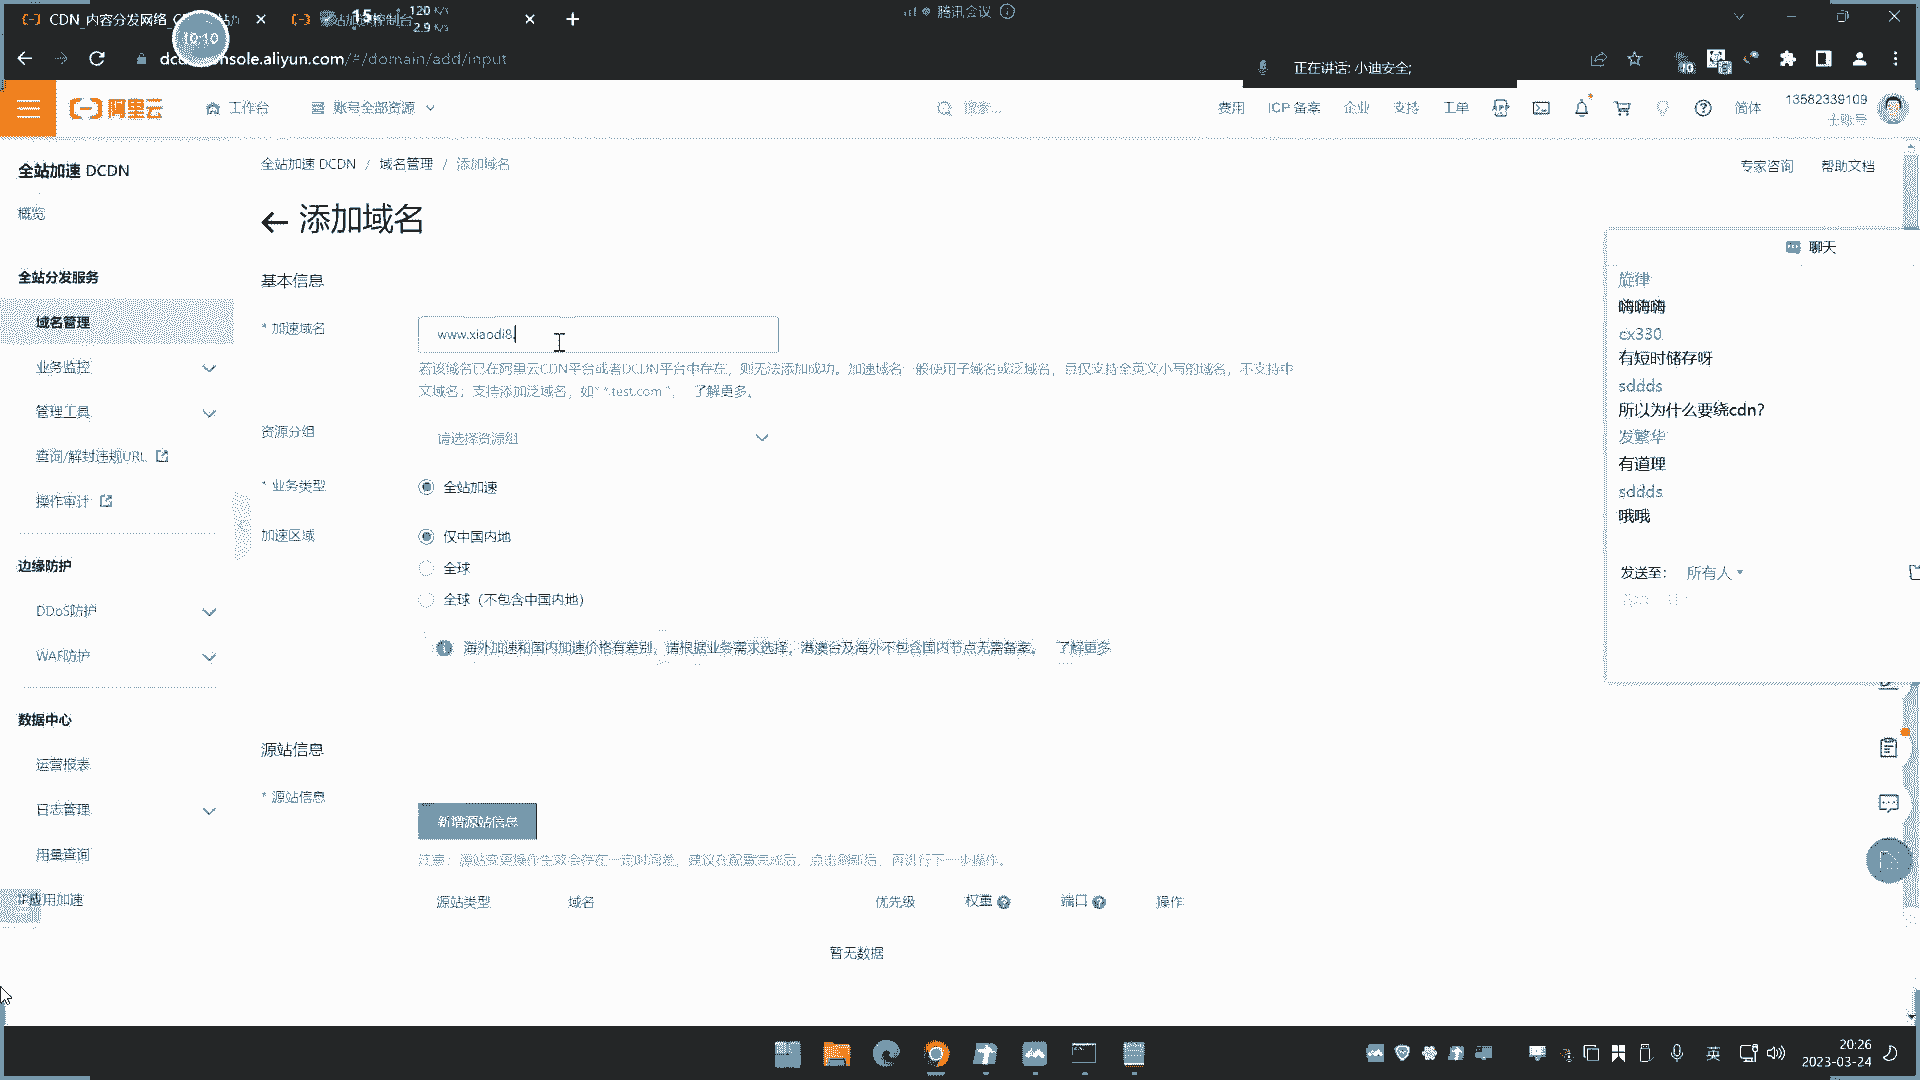 CDN_内容分发网络_C
站加速控制台
15
120 K/s
2.9 K/s
腾讯会议
10:10
console.aliyun.com/#/domain/add/input
正在讲话: 小迪安全;
阿里云
工作台
账号全部资源
搜索...
费用
ICP 备案
企业
支持
工单
简体
13582339109
主账号
全站加速 DCDN
概览
全站分发服务
域名管理
业务监控
管理工具
查询/解封违规URL
操作审计
边缘防护
DDoS防护
WAF防护
数据中心
运营报表
日志管理
用量查询
应用加速
全站加速 DCDN / 域名管理 / 添加域名
专家咨询
帮助文档
添加域名
基本信息
* 加速域名
www.xiaodi8.
若该域名已在阿里云CDN平台或者DCDN平台中存在，则无法添加成功。加速域名一般使用子域名或泛域名，且仅支持全英文小写的域名，不支持中
文域名；支持添加泛域名，如" *.test.com "， 了解更多。
资源分组
请选择资源组
* 业务类型
全站加速
加速区域
仅中国内地
全球
全球（不包含中国内地）
海外加速和国内加速价格有差别，请根据业务需求选择。港澳台及海外不包含国内节点无需备案。 了解更多
源站信息
* 源站信息
新增源站信息
注意：源站变更操作生效会存在一定时间差，建议在配置完成后，点击刷新后，再进行下一步操作。
源站类型
域名
优先级
权重
端口
操作
暂无数据
聊天
旋律
嗨嗨嗨
cx330
有短时储存呀
sddds
所以为什么要绕cdn?
发繁华
有道理
sddds
哦哦
发送至：
所有人
英
20:26
2023-03-24